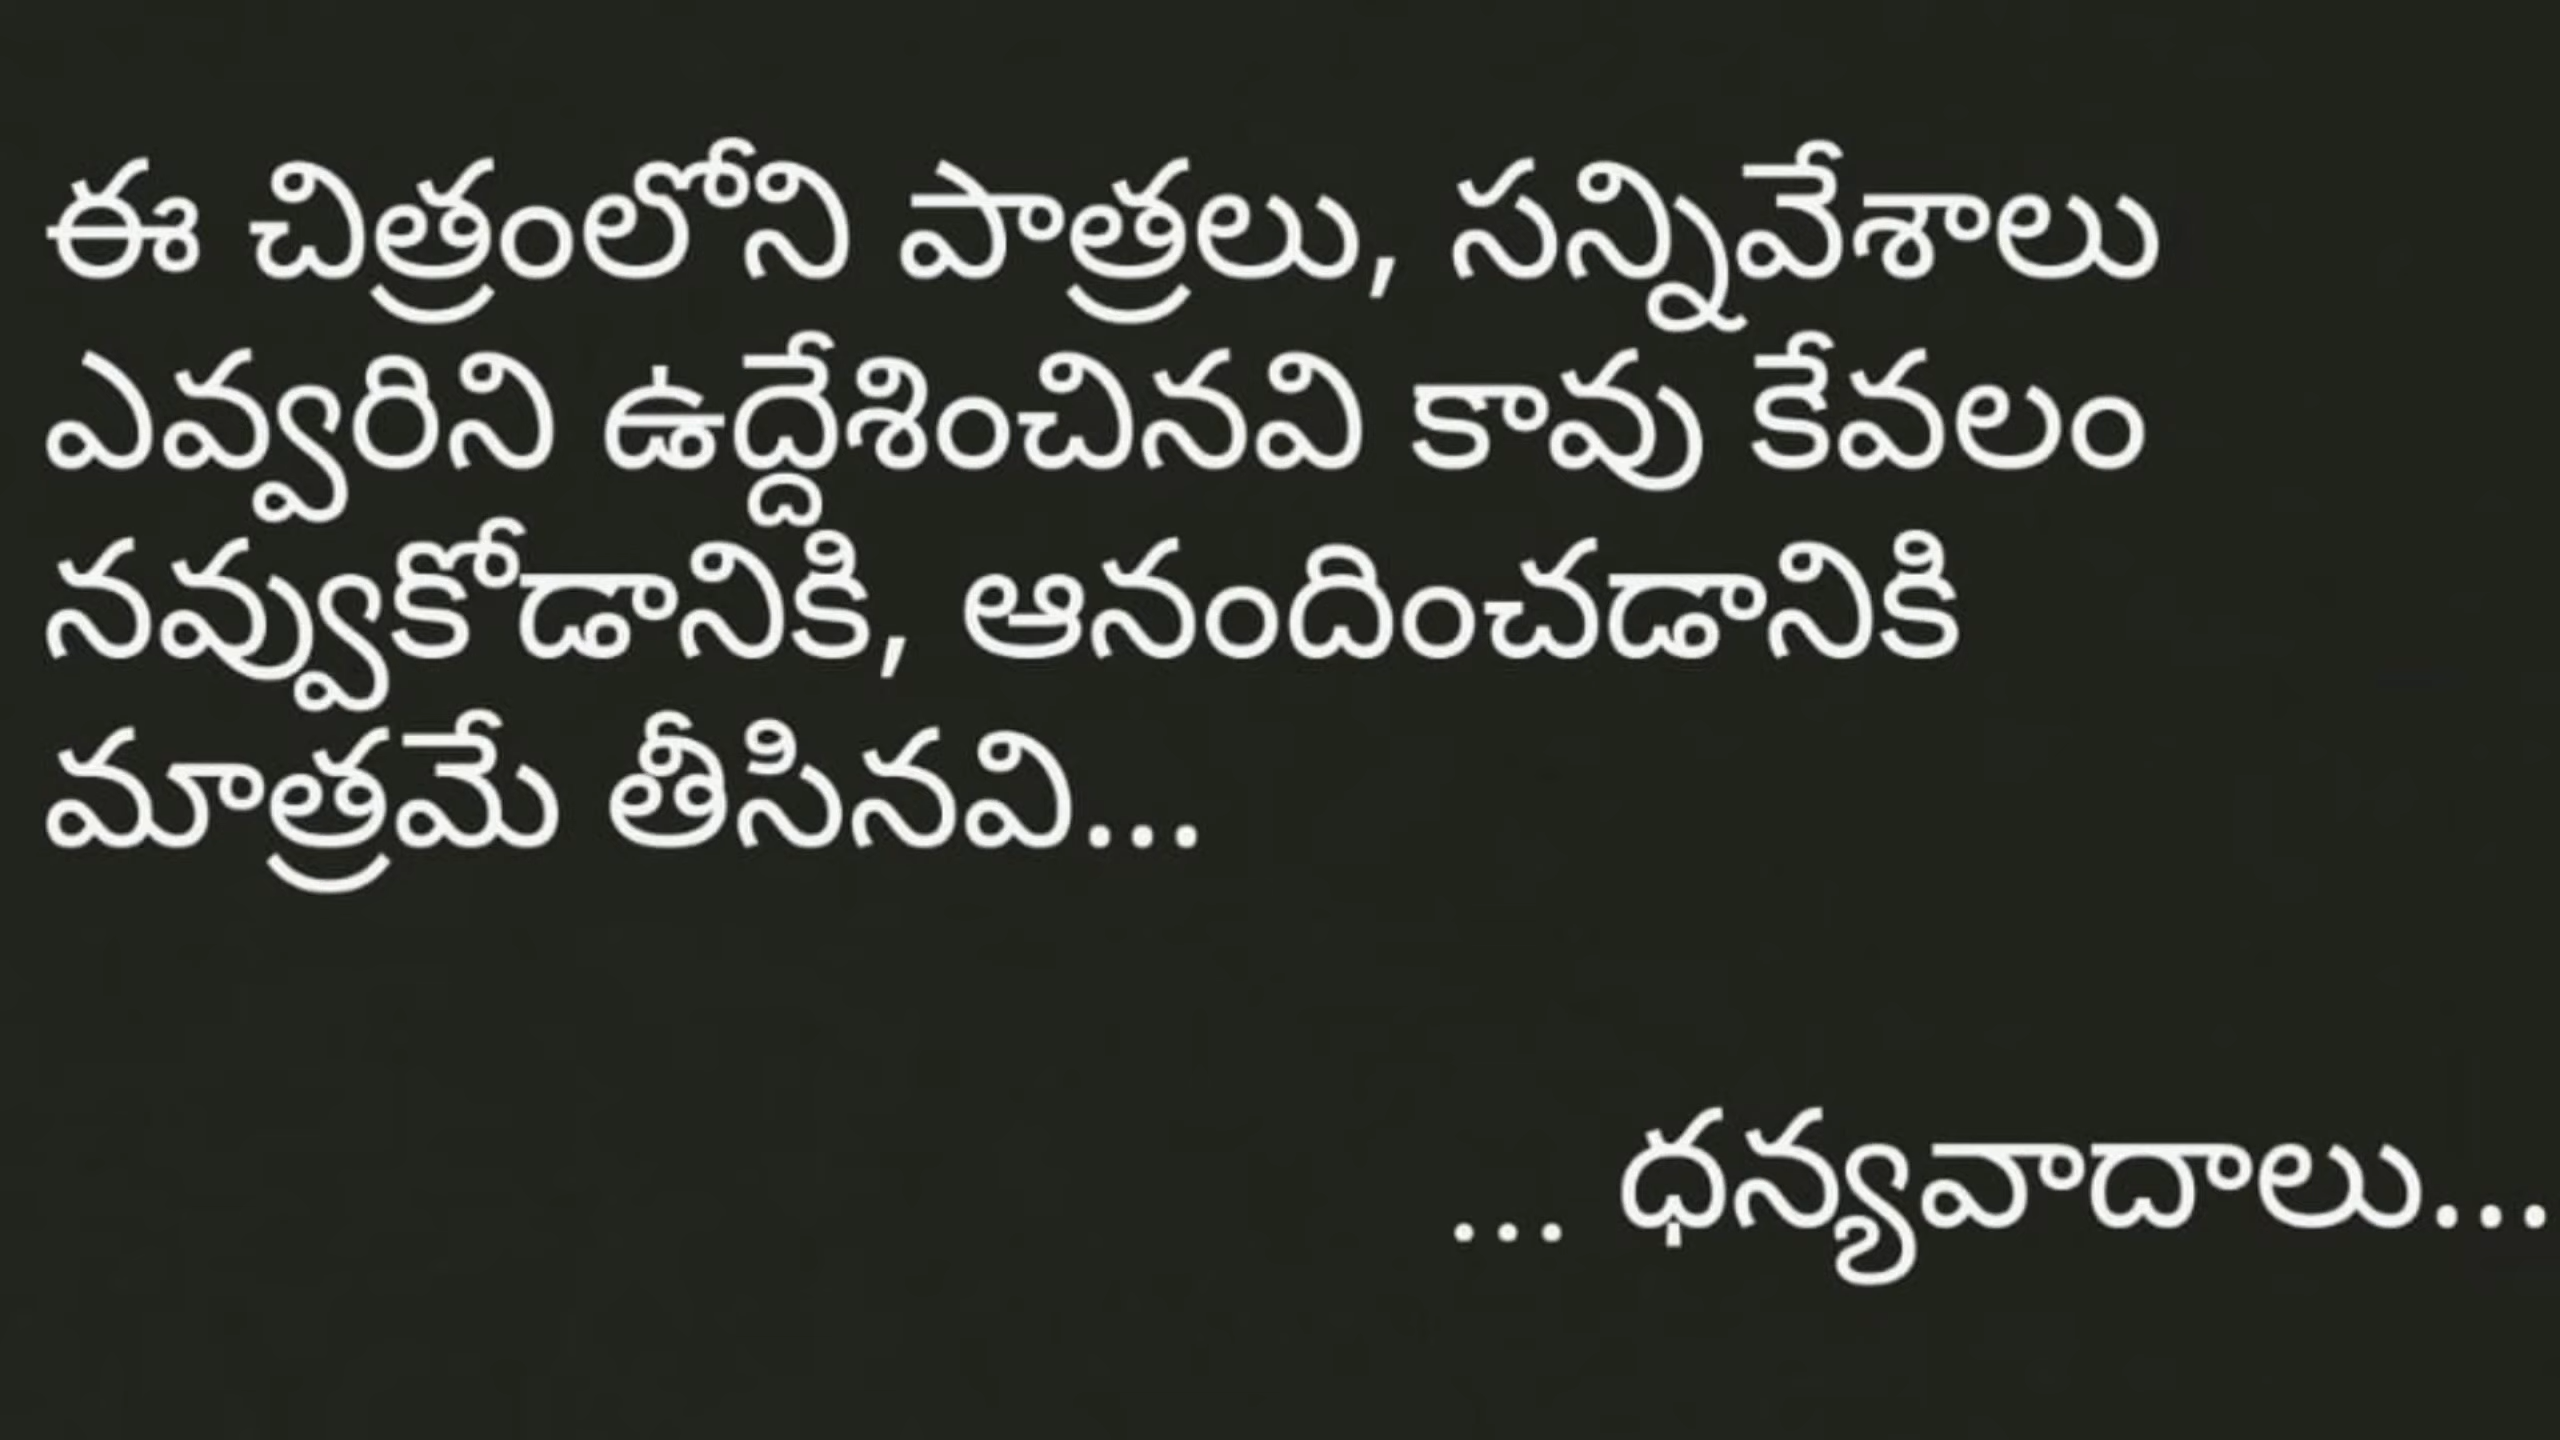 ఈ చిత్రంలోని పాత్రలు, సన్నివేశాలు
ఎవ్వరిని ఉద్దేశించినవి కావు కేవలం
నవ్వుకోడానికి, ఆనందించడానికి
మాత్రమే తీసినవి...
... ధన్యవాదాలు...